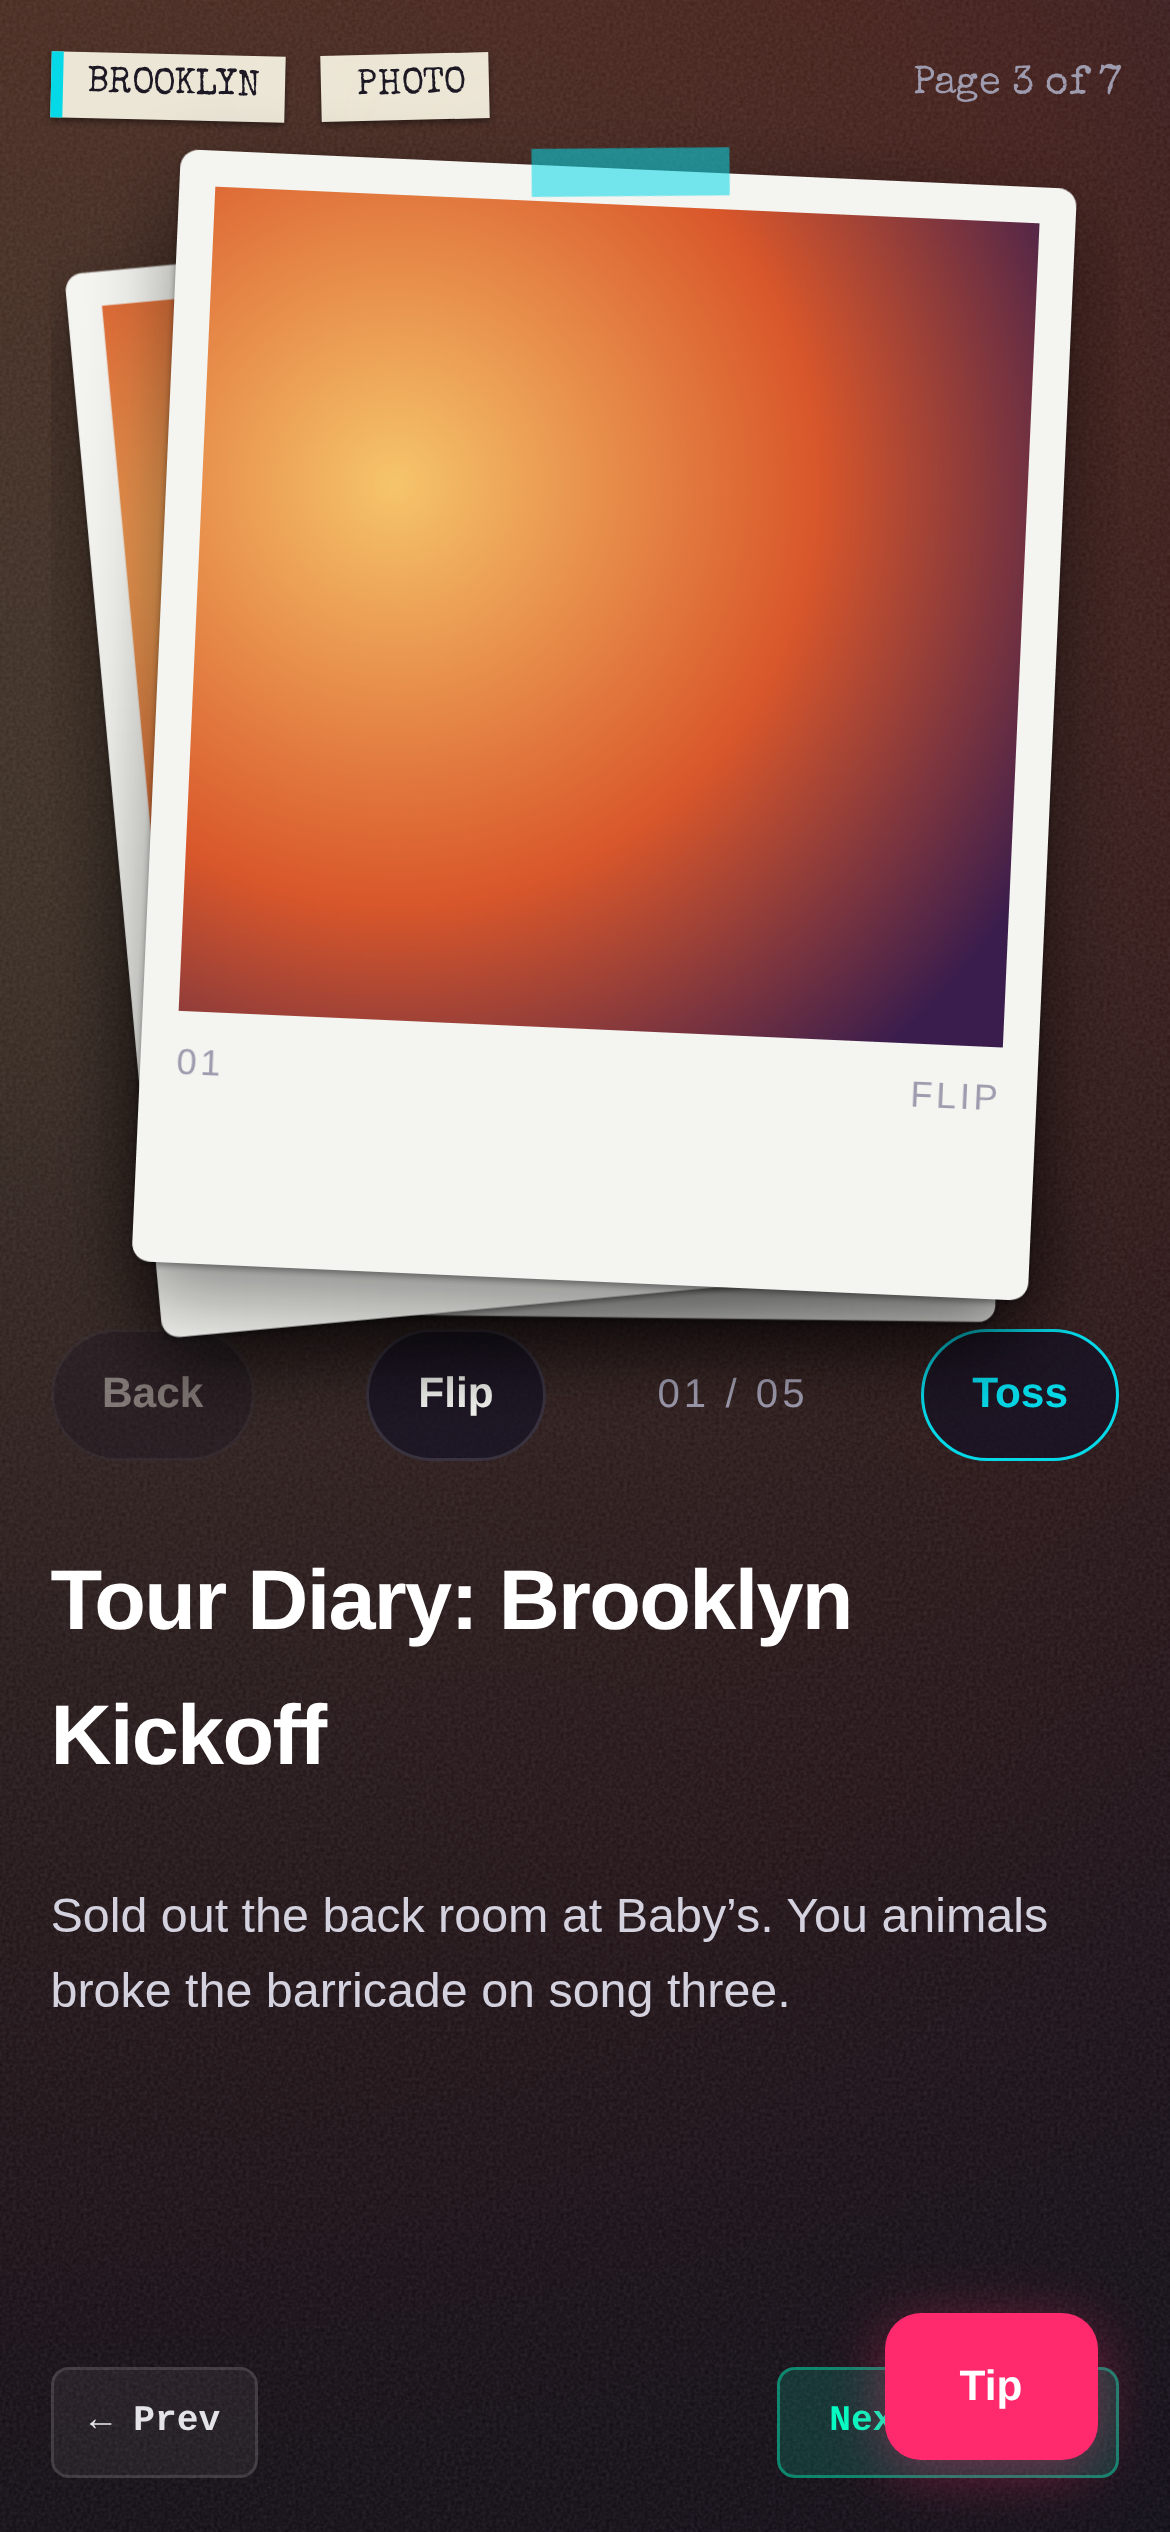 BROOKLYN PHOTO Page 3 of 7
01
FLIP
Back Flip 01 / 05 Toss
Tour Diary: Brooklyn
Kickoff
Sold out the back room at Baby’s. You animals
broke the barricade on song three.
← Prev Tip